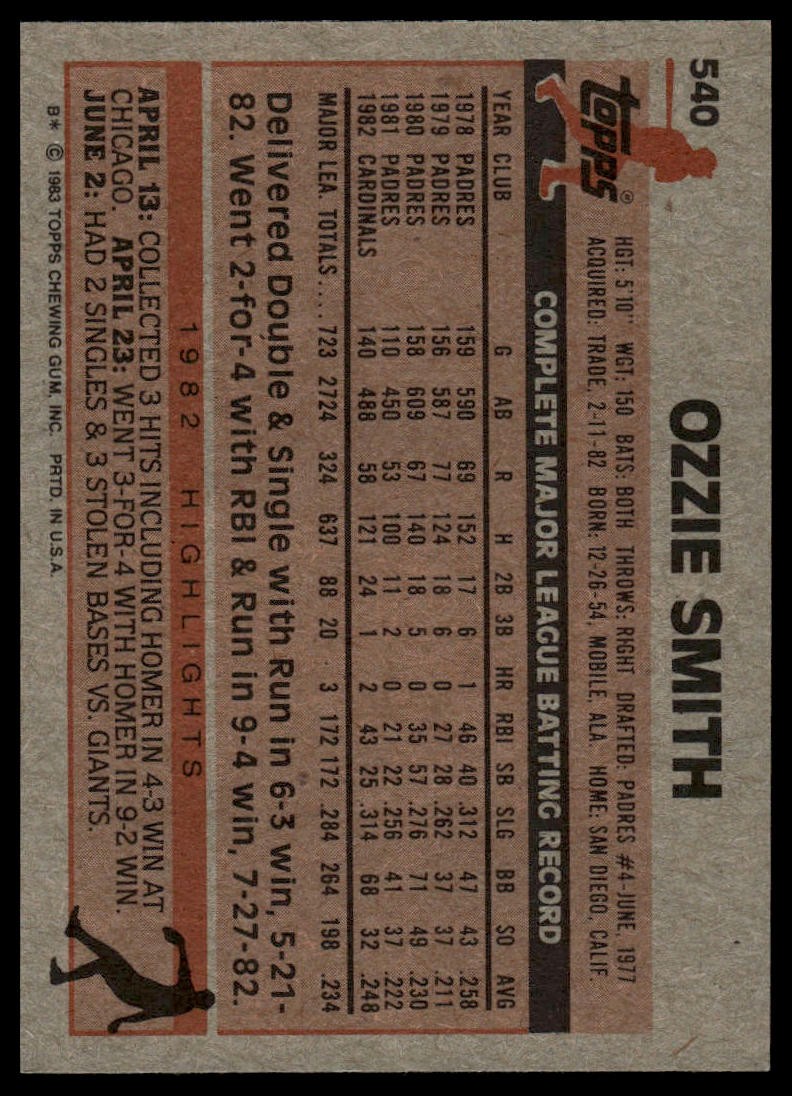 540
OZZIE SMITH
Topps®
HGT: 5'10" WGT: 150 BATS: BOTH THROWS: RIGHT DRAFTED: PADRES #4-JUNE, 1977
ACQUIRED: TRADE, 2-11-82 BORN: 12-26-54, MOBILE, ALA. HOME: SAN DIEGO, CALIF.
COMPLETE MAJOR LEAGUE BATTING RECORD
YEAR CLUB G AB R H 2B 3B HR RBI SB SLG BB SO AVG
1978 PADRES 159 590 69 152 17 6 1 46 40 .312 47 43 .258
1979 PADRES 156 587 77 124 18 6 0 27 28 .262 37 37 .211
1980 PADRES 158 609 67 140 18 5 0 35 57 .276 71 49 .230
1981 PADRES 110 450 53 100 11 2 0 21 22 .256 41 37 .222
1982 CARDINALS 140 488 58 121 24 1 2 43 25 .314 68 32 .248
MAJOR LEA. TOTALS.... 723 2724 324 637 88 20 3 172 172 .284 264 198 .234
Delivered Double & Single with Run in 6-3 win, 5-21-
82. Went 2-for-4 with RBI & Run in 9-4 win, 7-27-82.
1982 HIGHLIGHTS
APRIL 13: COLLECTED 3 HITS INCLUDING HOMER IN 4-3 WIN AT
CHICAGO. APRIL 23: WENT 3-FOR-4 WITH HOMER IN 9-2 WIN.
JUNE 2: HAD 2 SINGLES & 3 STOLEN BASES VS. GIANTS.
B* © 1983 TOPPS CHEWING GUM, INC. PRTD. IN U.S.A.